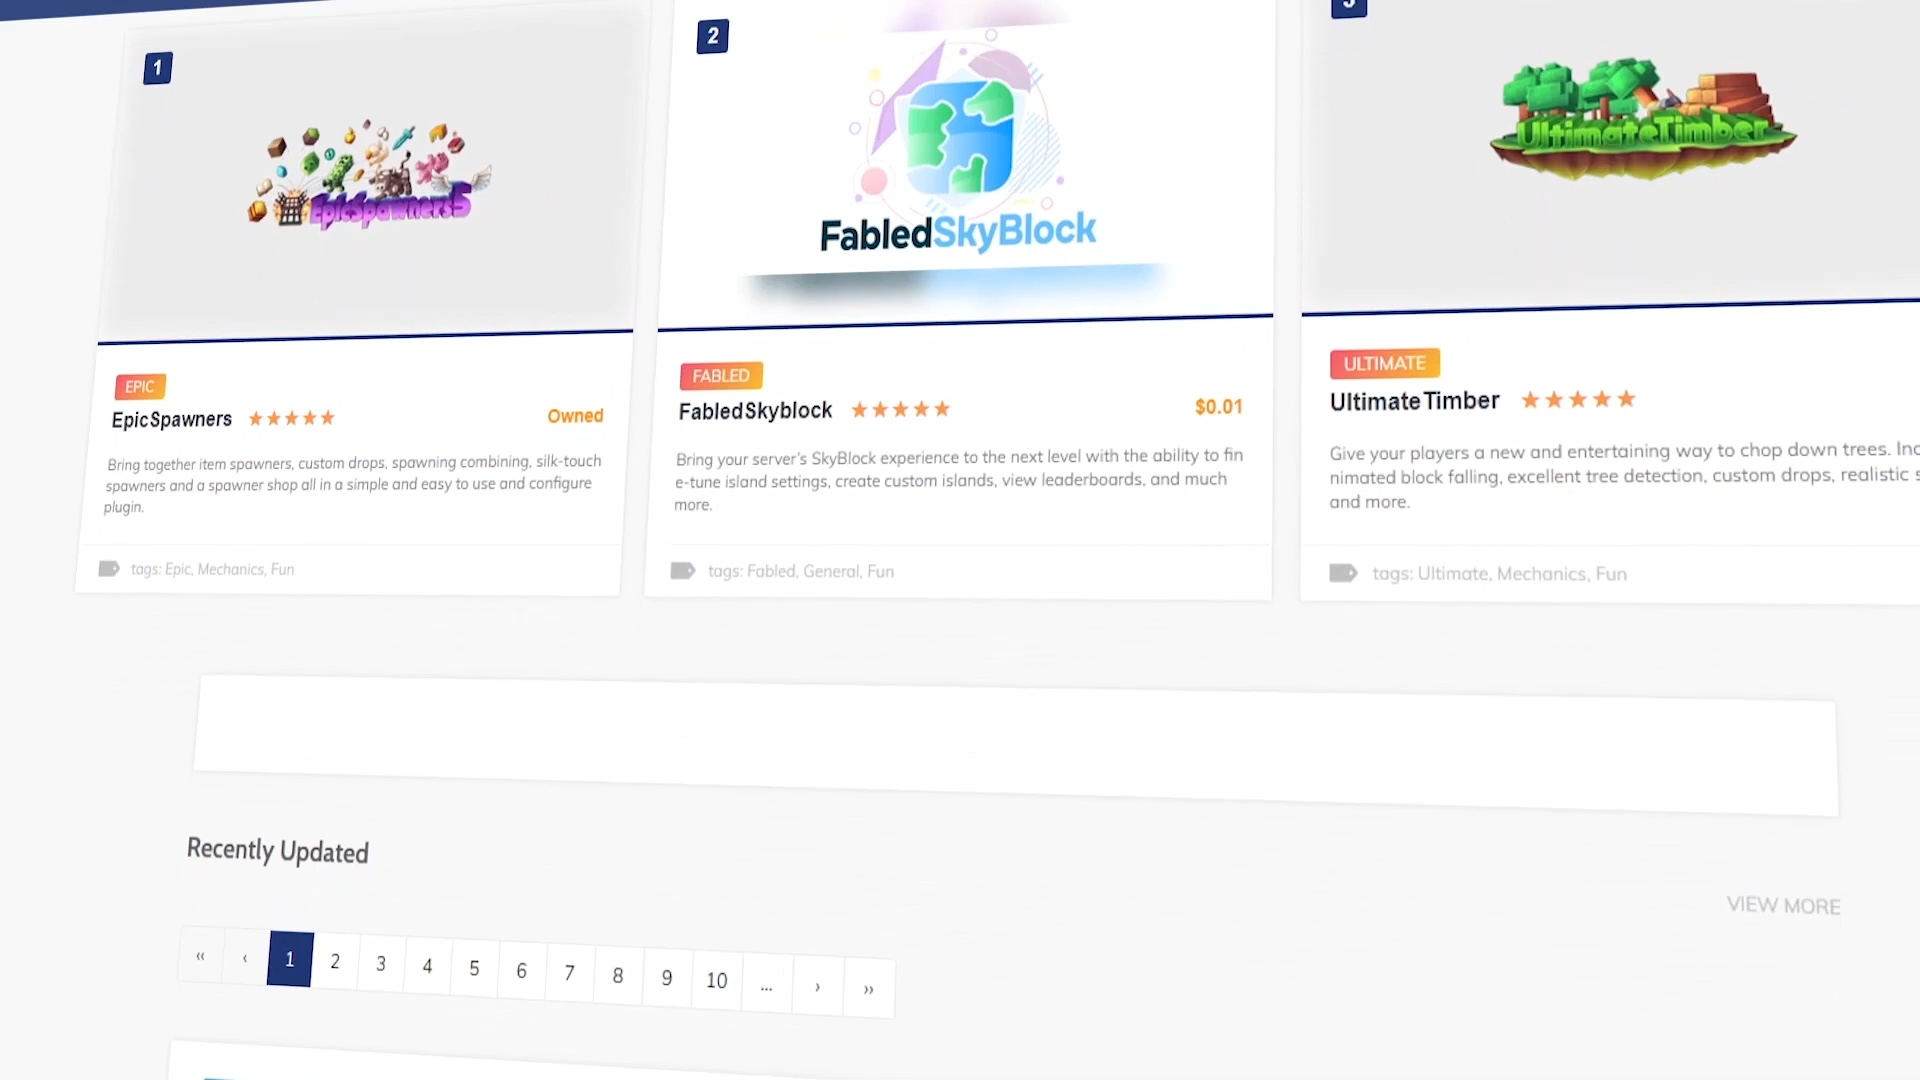 1
EpicSpawners5
EPIC
EpicSpawners
Owned
Bring together item spawners, custom drops, spawning combining, silk-touch
spawners and a spawner shop all in a simple and easy to use and configure
plugin.
tags: Epic, Mechanics, Fun
2
FabledSkyBlock
FABLED
FabledSkyblock
$0.01
Bring your server's SkyBlock experience to the next level with the ability to fin
e-tune island settings, create custom islands, view leaderboards, and much
more.
tags: Fabled, General, Fun
3
UltimateTimber
ULTIMATE
UltimateTimber
Give your players a new and entertaining way to chop down trees. Inc
nimated block falling, excellent tree detection, custom drops, realistic s
and more.
tags: Ultimate, Mechanics, Fun
Recently Updated
VIEW MORE
‹‹ ‹ 1 2 3 4 5 6 7 8 9 10 ... › ››